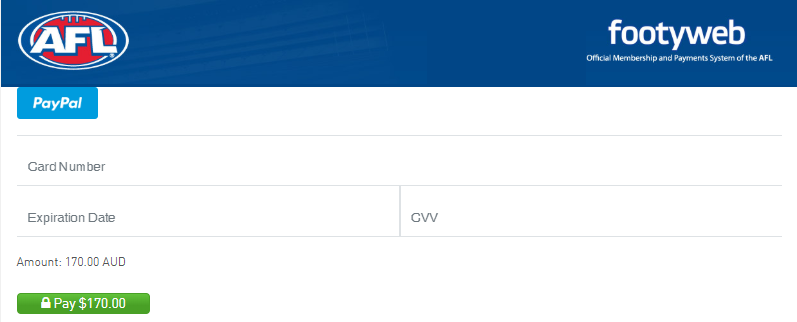 AFL
footyweb
Official Membership and Payments System of the AFL
PayPal
Card Number
Expiration Date
CVV
Amount: 170.00 AUD
Pay $170.00